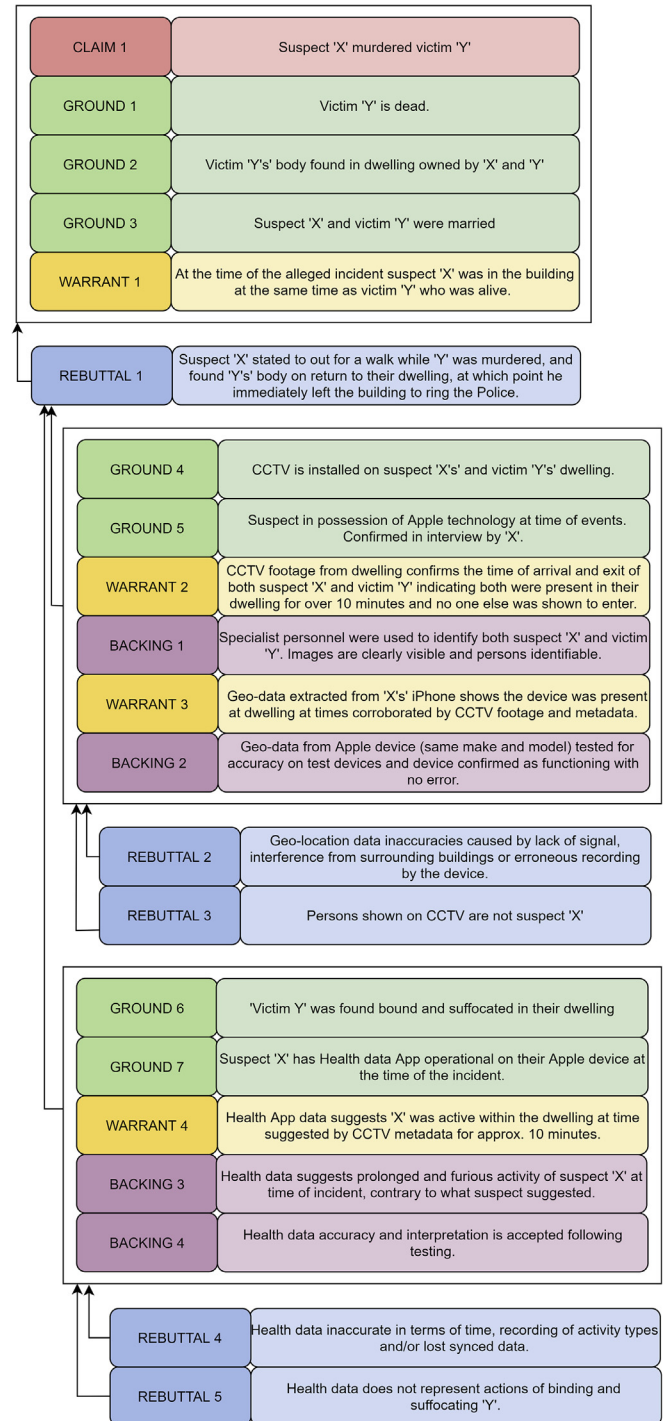 CLAIM 1
Suspect 'X' murdered victim 'Y'
GROUND 1
Victim 'Y' is dead.
GROUND 2
Victim 'Y's' body found in dwelling owned by 'X' and 'Y'
GROUND 3
Suspect 'X' and victim 'Y' were married
WARRANT 1
At the time of the alleged incident suspect 'X' was in the building
at the same time as victim 'Y' who was alive.
REBUTTAL 1
Suspect 'X' stated to out for a walk while 'Y' was murdered, and
found 'Y's' body on return to their dwelling, at which point he
immediately left the building to ring the Police.
GROUND 4
CCTV is installed on suspect 'X's' and victim 'Y's' dwelling.
GROUND 5
Suspect in possession of Apple technology at time of events.
Confirmed in interview by 'X'.
WARRANT 2
CCTV footage from dwelling confirms the time of arrival and exit of
both suspect 'X' and victim 'Y' indicating both were present in their
dwelling for over 10 minutes and no one else was shown to enter.
BACKING 1
Specialist personnel were used to identify both suspect 'X' and victim
'Y'. Images are clearly visible and persons identifiable.
WARRANT 3
Geo-data extracted from 'X's' iPhone shows the device was present
at dwelling at times corroborated by CCTV footage and metadata.
BACKING 2
Geo-data from Apple device (same make and model) tested for
accuracy on test devices and device confirmed as functioning with
no error.
REBUTTAL 2
Geo-location data inaccuracies caused by lack of signal,
interference from surrounding buildings or erroneous recording
by the device.
REBUTTAL 3
Persons shown on CCTV are not suspect 'X'
GROUND 6
'Victim Y' was found bound and suffocated in their dwelling
GROUND 7
Suspect 'X' has Health data App operational on their Apple device at
the time of the incident.
WARRANT 4
Health App data suggests 'X' was active within the dwelling at time
suggested by CCTV metadata for approx. 10 minutes.
BACKING 3
Health data suggests prolonged and furious activity of suspect 'X' at
time of incident, contrary to what suspect suggested.
BACKING 4
Health data accuracy and interpretation is accepted following
testing.
REBUTTAL 4
Health data inaccurate in terms of time, recording of activity types
and/or lost synced data.
REBUTTAL 5
Health data does not represent actions of binding and
suffocating 'Y'.